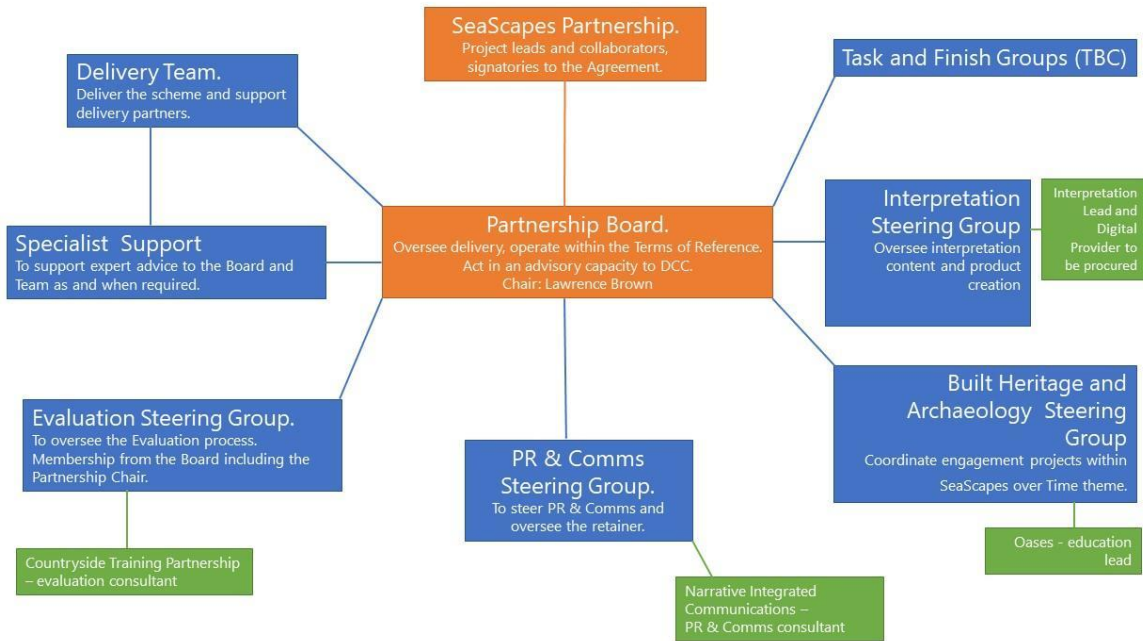 SeaScapes Partnership.
Project leads and collaborators,
signatories to the Agreement.
Delivery Team.
Deliver the scheme and support
delivery partners.
Task and Finish Groups (TBC)
Specialist Support
To support expert advice to the Board and
Team as and when required.
Partnership Board.
Oversee delivery, operate within the Terms of Reference.
Act in an advisory capacity to DCC.
Chair: Lawrence Brown
Interpretation
Steering Group
Oversee interpretation
content and product
creation
Interpretation
Lead and
Digital
Provider to
be procured
Evaluation Steering Group.
To oversee the Evaluation process.
Membership from the Board including the
Partnership Chair.
PR & Comms
Steering Group.
To steer PR & Comms and
oversee the retainer.
Built Heritage and
Archaeology Steering
Group
Coordinate engagement projects within
SeaScapes over Time theme.
Countryside Training Partnership
– evaluation consultant
Narrative Integrated
Communications –
PR & Comms consultant
Oases - education
lead